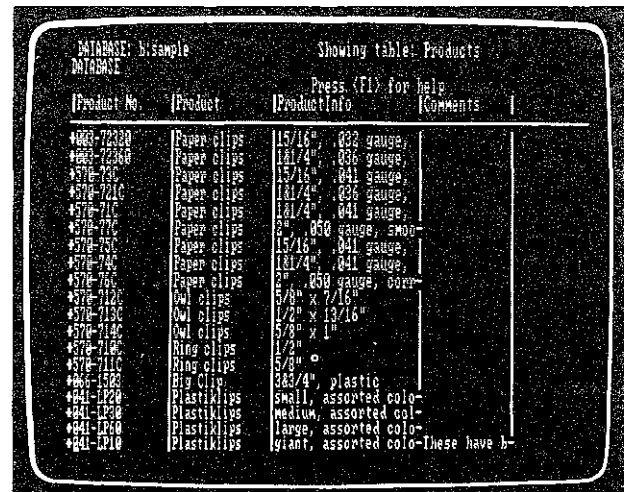 DATABASE: b:sample Showing table: Products
DATABASE
Press <F1> for help
Product No. Product ProductInfo Comments
+003-72320 Paper clips 15/16", .032 gauge,
+003-72360 Paper clips 1&1/4", .036 gauge,
+570-73C Paper clips 15/16", .041 gauge,
+570-721C Paper clips 1&1/4", .036 gauge,
+570-71C Paper clips 1&1/4", .041 gauge,
+570-77C Paper clips 2", .050 gauge, smoo-
+570-75C Paper clips 15/16", .041 gauge,
+570-74C Paper clips 1&1/4", .041 gauge,
+570-76C Paper clips 2", .050 gauge, corr-
+570-712C Owl clips 5/8" x 7/16"
+570-713C Owl clips 1/2" x 13/16"
+570-714C Owl clips 5/8" x 1"
+570-710C Ring clips 1/2"
+570-711C Ring clips 5/8"
+066-1503 Big Clip 3&3/4", plastic
+041-LP20 Plastiklips small, assorted colo-
+041-LP30 Plastiklips medium, assorted col-
+041-LP60 Plastiklips large, assorted colo-
+041-LP10 Plastiklips giant, assorted colo-These have b-